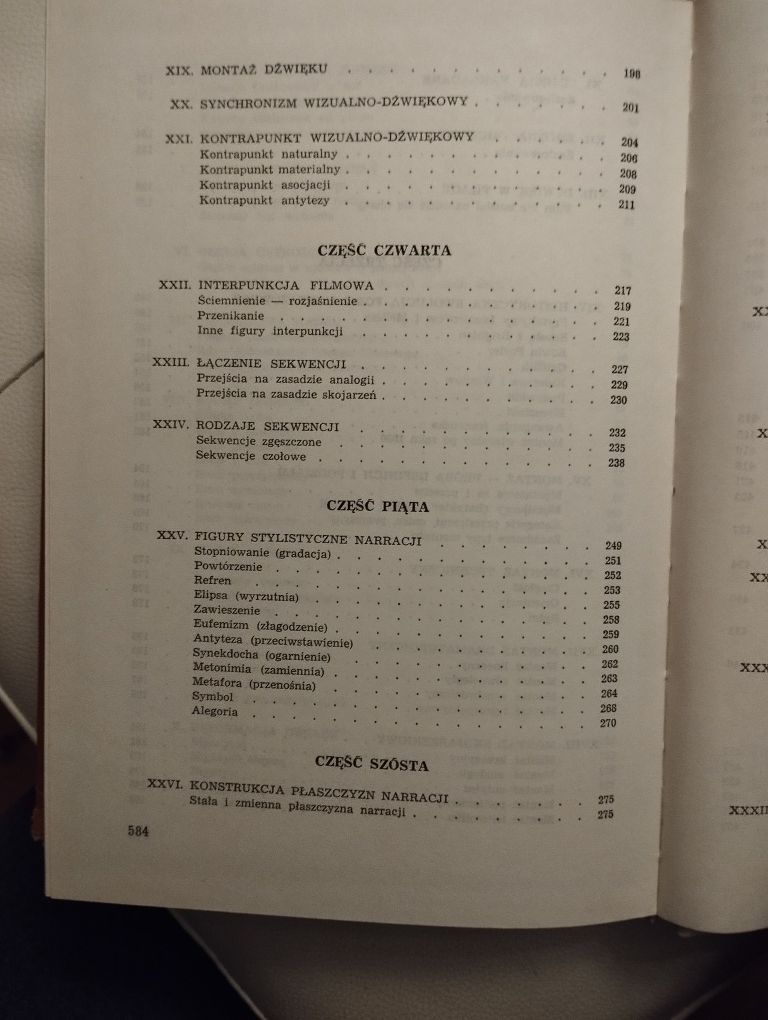 XIX. MONTAŻ DŹWIĘKU . . . . . . . . . . . . 198
XX. SYNCHRONIZM WIZUALNO-DŹWIĘKOWY . . . . . . 201
XXI. KONTRAPUNKT WIZUALNO-DŹWIĘKOWY . . . . . . 204
Kontrapunkt naturalny . . . . . . . . . . . . 206
Kontrapunkt materialny . . . . . . . . . . . . 208
Kontrapunkt asocjacji . . . . . . . . . . . . 209
Kontrapunkt antytezy . . . . . . . . . . . . 211
CZĘŚĆ CZWARTA
XXII. INTERPUNKCJA FILMOWA . . . . . . . . . . 217
Ściemnienie — rozjaśnienie . . . . . . . . . . . 219
Przenikanie . . . . . . . . . . . . . . . 221
Inne figury interpunkcji . . . . . . . . . . . 223
XXIII. ŁĄCZENIE SEKWENCJI . . . . . . . . . . . 227
Przejścia na zasadzie analogii . . . . . . . . . . 229
Przejścia na zasadzie skojarzeń . . . . . . . . . . 230
XXIV. RODZAJE SEKWENCJI . . . . . . . . . . . 232
Sekwencje zgęszczone . . . . . . . . . . . . 235
Sekwencje czołowe . . . . . . . . . . . . . 238
CZĘŚĆ PIĄTA
XXV. FIGURY STYLISTYCZNE NARRACJI . . . . . . . . 249
Stopniowanie (gradacja) . . . . . . . . . . . . 251
Powtórzenie . . . . . . . . . . . . . . . 252
Refren . . . . . . . . . . . . . . . . 253
Elipsa (wyrzutnia) . . . . . . . . . . . . . 255
Zawieszenie . . . . . . . . . . . . . . . 258
Eufemizm (złagodzenie) . . . . . . . . . . . . 259
Antyteza (przeciwstawienie) . . . . . . . . . . . 260
Synekdocha (ogarnienie) . . . . . . . . . . . . 262
Metonimia (zamiennia) . . . . . . . . . . . . 263
Metafora (przenośnia) . . . . . . . . . . . . 264
Symbol . . . . . . . . . . . . . . . . 268
Alegoria . . . . . . . . . . . . . . . . 270
CZĘŚĆ SZÓSTA
XXVI. KONSTRUKCJA PŁASZCZYZN NARRACJI . . . . . . . 275
Stała i zmienna płaszczyzna narracji . . . . . . . . . 275
584